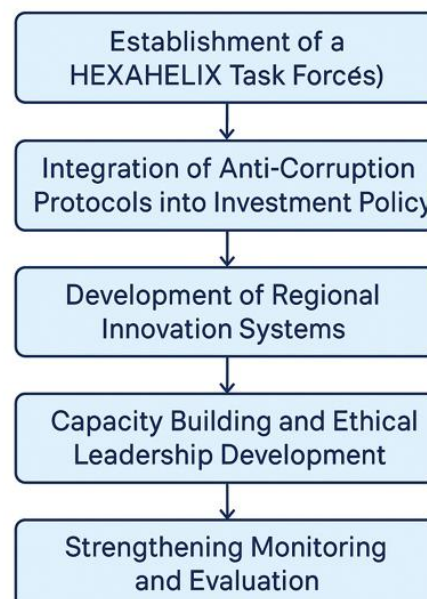 Establishment of a
HEXAHELIX Task Forcés)
Integration of Anti-Corruption
Protocols into Investment Policy
Development of Regional
Innovation Systems
Capacity Building and Ethical
Leadership Development
Strengthening Monitoring
and Evaluation